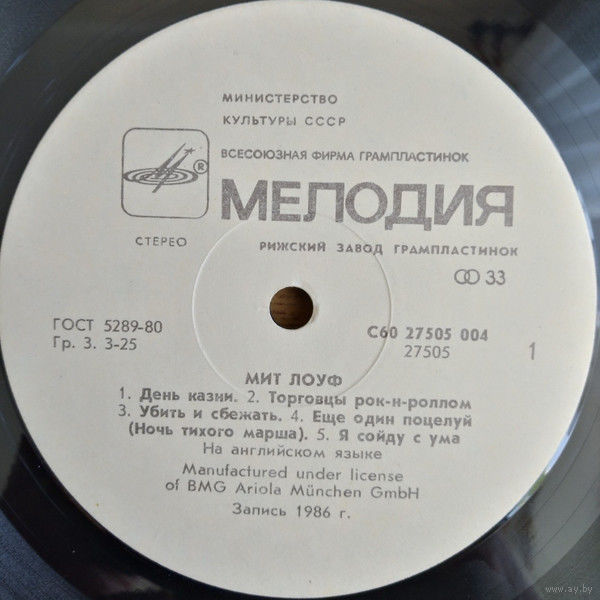 МИНИСТЕРСТВО
КУЛЬТУРЫ СССР
ВСЕСОЮЗНАЯ ФИРМА ГРАМПЛАСТИНОК
®
МЕЛОДИЯ
СТЕРЕО
РИЖСКИЙ ЗАВОД ГРАМПЛАСТИНОК
33
ГОСТ 5289-80
Гр. 3. 3-25
С60 27505 004
27505
1
МИТ ЛОУФ
1. День казни. 2. Торговцы рок-н-роллом
3. Убить и сбежать. 4. Еще один поцелуй
(Ночь тихого марша). 5. Я сойду с ума
На английском языке
Manufactured under license
of BMG Ariola München GmbH
Запись 1986 г.
www.ay.by